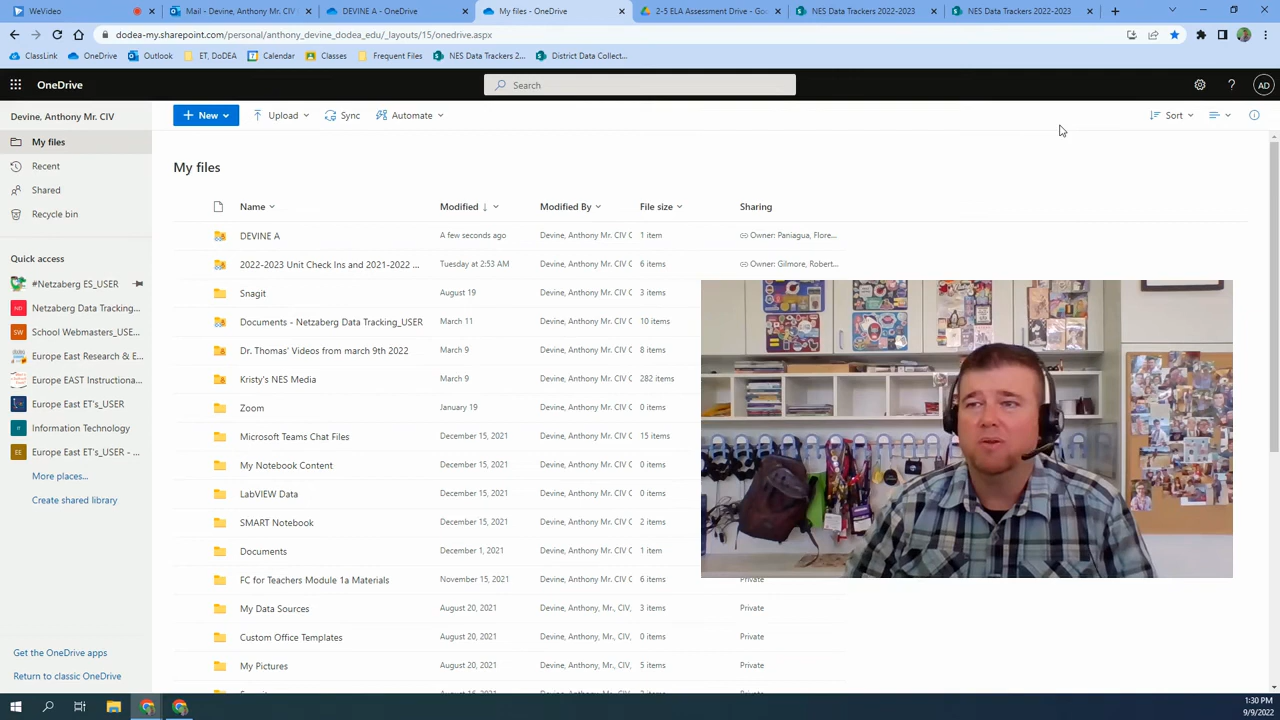 WeVideo
Mail - Devine, Anthony Mr. CIV
DEVINE A - OneDrive
My files - OneDrive
2-5 ELA Assessment Drive - Goo
NES Data Trackers 2022-2023
NES Data Trackers 2022-2023
dodea-my.sharepoint.com/personal/anthony_devine_dodea_edu/_layouts/15/onedrive.aspx
ClassLink
OneDrive
Outlook
ET, DoDEA
Calendar
Classes
Frequent Files
NES Data Trackers 2...
District Data Collect...
OneDrive
Search
AD
Devine, Anthony Mr. CIV
New
Upload
Sync
Automate
Sort
My files
Recent
Shared
Recycle bin
Quick access
#Netzaberg ES_USER
ND Netzaberg Data Tracking...
SW School Webmasters_USE...
Europe East Research & E...
Europe EAST Instructiona...
Europe East ET's_USER
IT Information Technology
EE Europe East ET's_USER - ...
More places...
Create shared library
Get the OneDrive apps
Return to classic OneDrive
My files
Name Modified ↓ Modified By File size Sharing
DEVINE A A few seconds ago Devine, Anthony Mr. CIV C 1 item Owner: Paniagua, Flore...
2022-2023 Unit Check Ins and 2021-2022 ... Tuesday at 2:53 AM Devine, Anthony Mr. CIV C 6 items Owner: Gilmore, Robert...
Snagit August 19 Devine, Anthony Mr. CIV C 3 items
Documents - Netzaberg Data Tracking_USER March 11 Devine, Anthony Mr. CIV C 10 items
Dr. Thomas' Videos from march 9th 2022 March 9 Devine, Anthony Mr. CIV C 8 items
Kristy's NES Media March 9 Devine, Anthony Mr. CIV C 282 items
Zoom January 19 Devine, Anthony Mr. CIV C 0 items
Microsoft Teams Chat Files December 15, 2021 Devine, Anthony Mr. CIV C 15 items
My Notebook Content December 15, 2021 Devine, Anthony Mr. CIV C 0 items
LabVIEW Data December 15, 2021 Devine, Anthony Mr. CIV C 0 items
SMART Notebook December 15, 2021 Devine, Anthony Mr. CIV C 2 items
Documents December 1, 2021 Devine, Anthony Mr. CIV C 1 item
FC for Teachers Module 1a Materials November 15, 2021 Devine, Anthony Mr. CIV C 6 items Private
My Data Sources August 20, 2021 Devine, Anthony, Mr., CIV, 3 items Private
Custom Office Templates August 20, 2021 Devine, Anthony, Mr., CIV, 0 items Private
My Pictures August 20, 2021 Devine, Anthony, Mr., CIV, 5 items Private
1:30 PM
9/9/2022